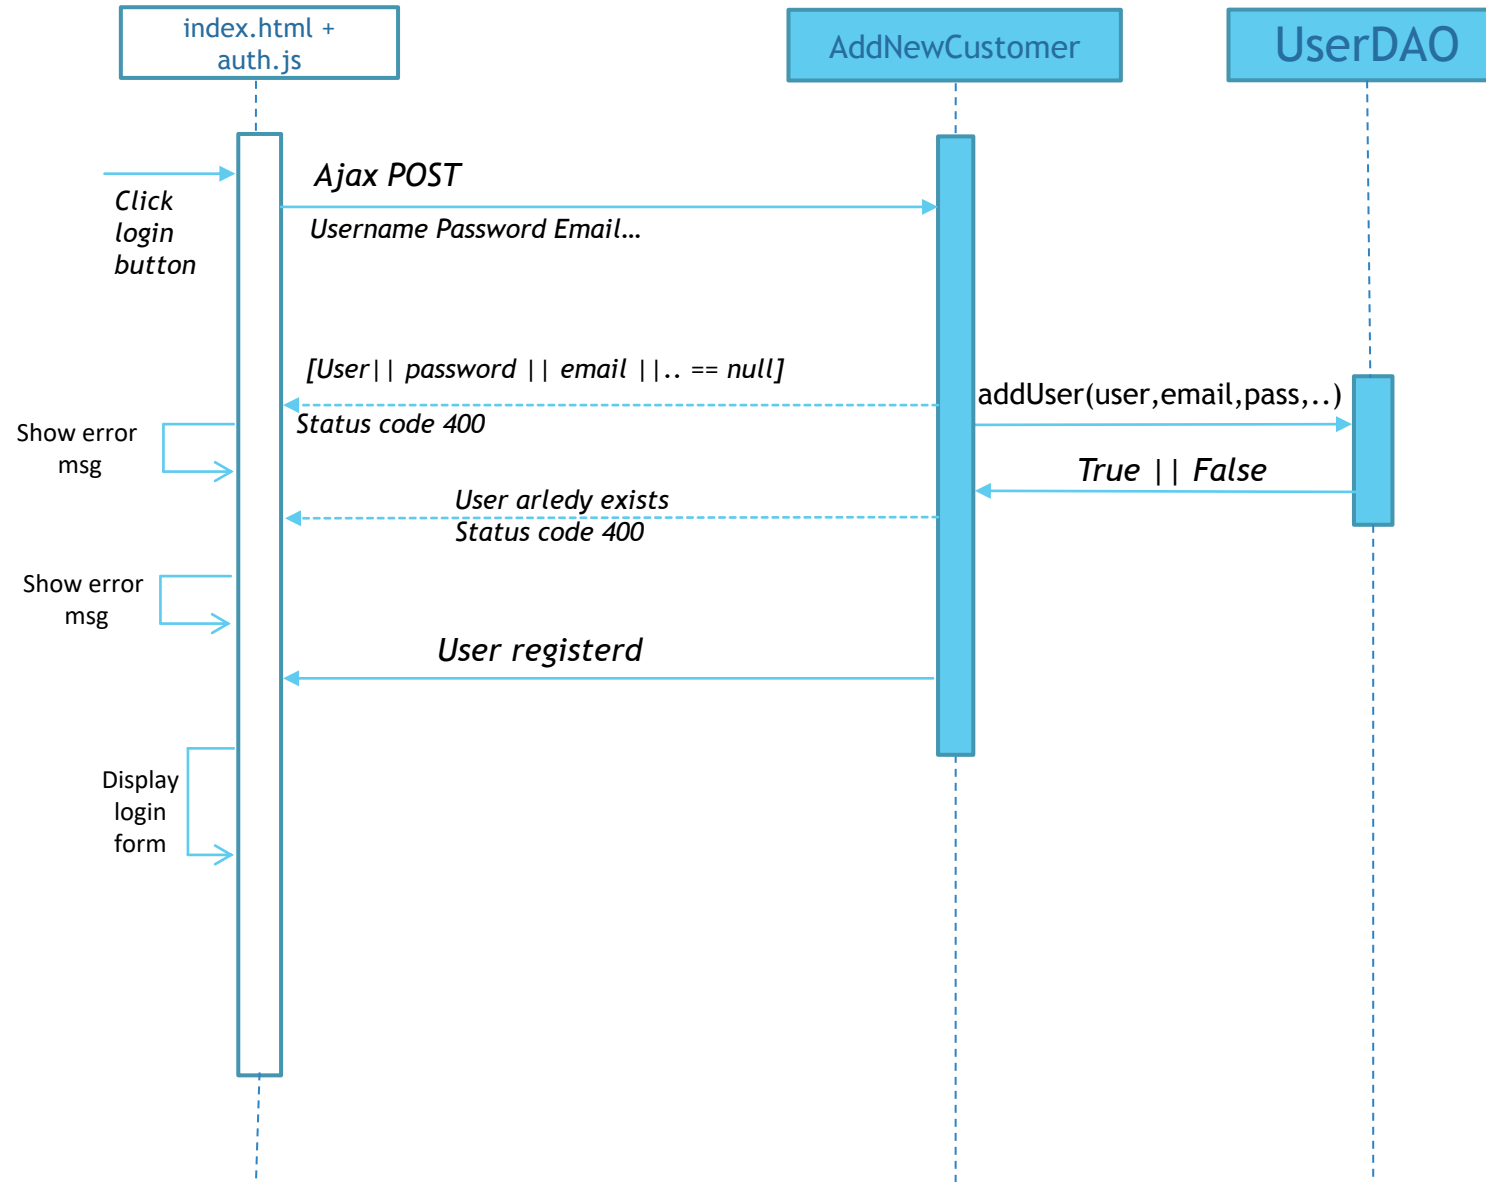 index.html +
auth.js
AddNewCustomer
UserDAO
Click
login
button
Ajax POST
Username Password Email…
[User|| password || email ||.. == null]
Status code 400
addUser(user,email,pass,..)
Show error
msg
True || False
User arledy exists
Status code 400
Show error
msg
User registerd
Display
login
form